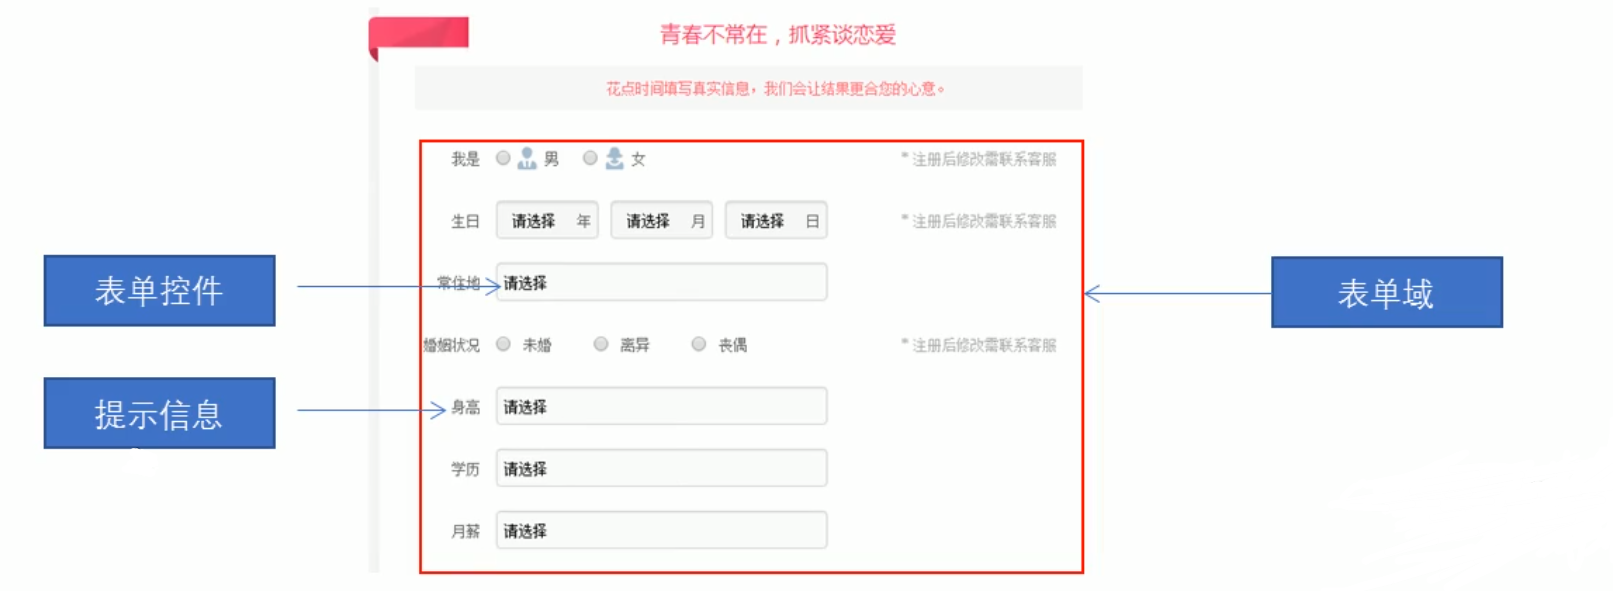 青春不常在，抓紧谈恋爱
花点时间填写真实信息，我们会让结果更合您的心意。
我是 男 女 * 注册后修改需联系客服
生日 请选择 年 请选择 月 请选择 日 * 注册后修改需联系客服
表单控件 常住地 请选择 表单域
婚姻状况 未婚 离异 丧偶 * 注册后修改需联系客服
提示信息 身高 请选择
学历 请选择
月薪 请选择